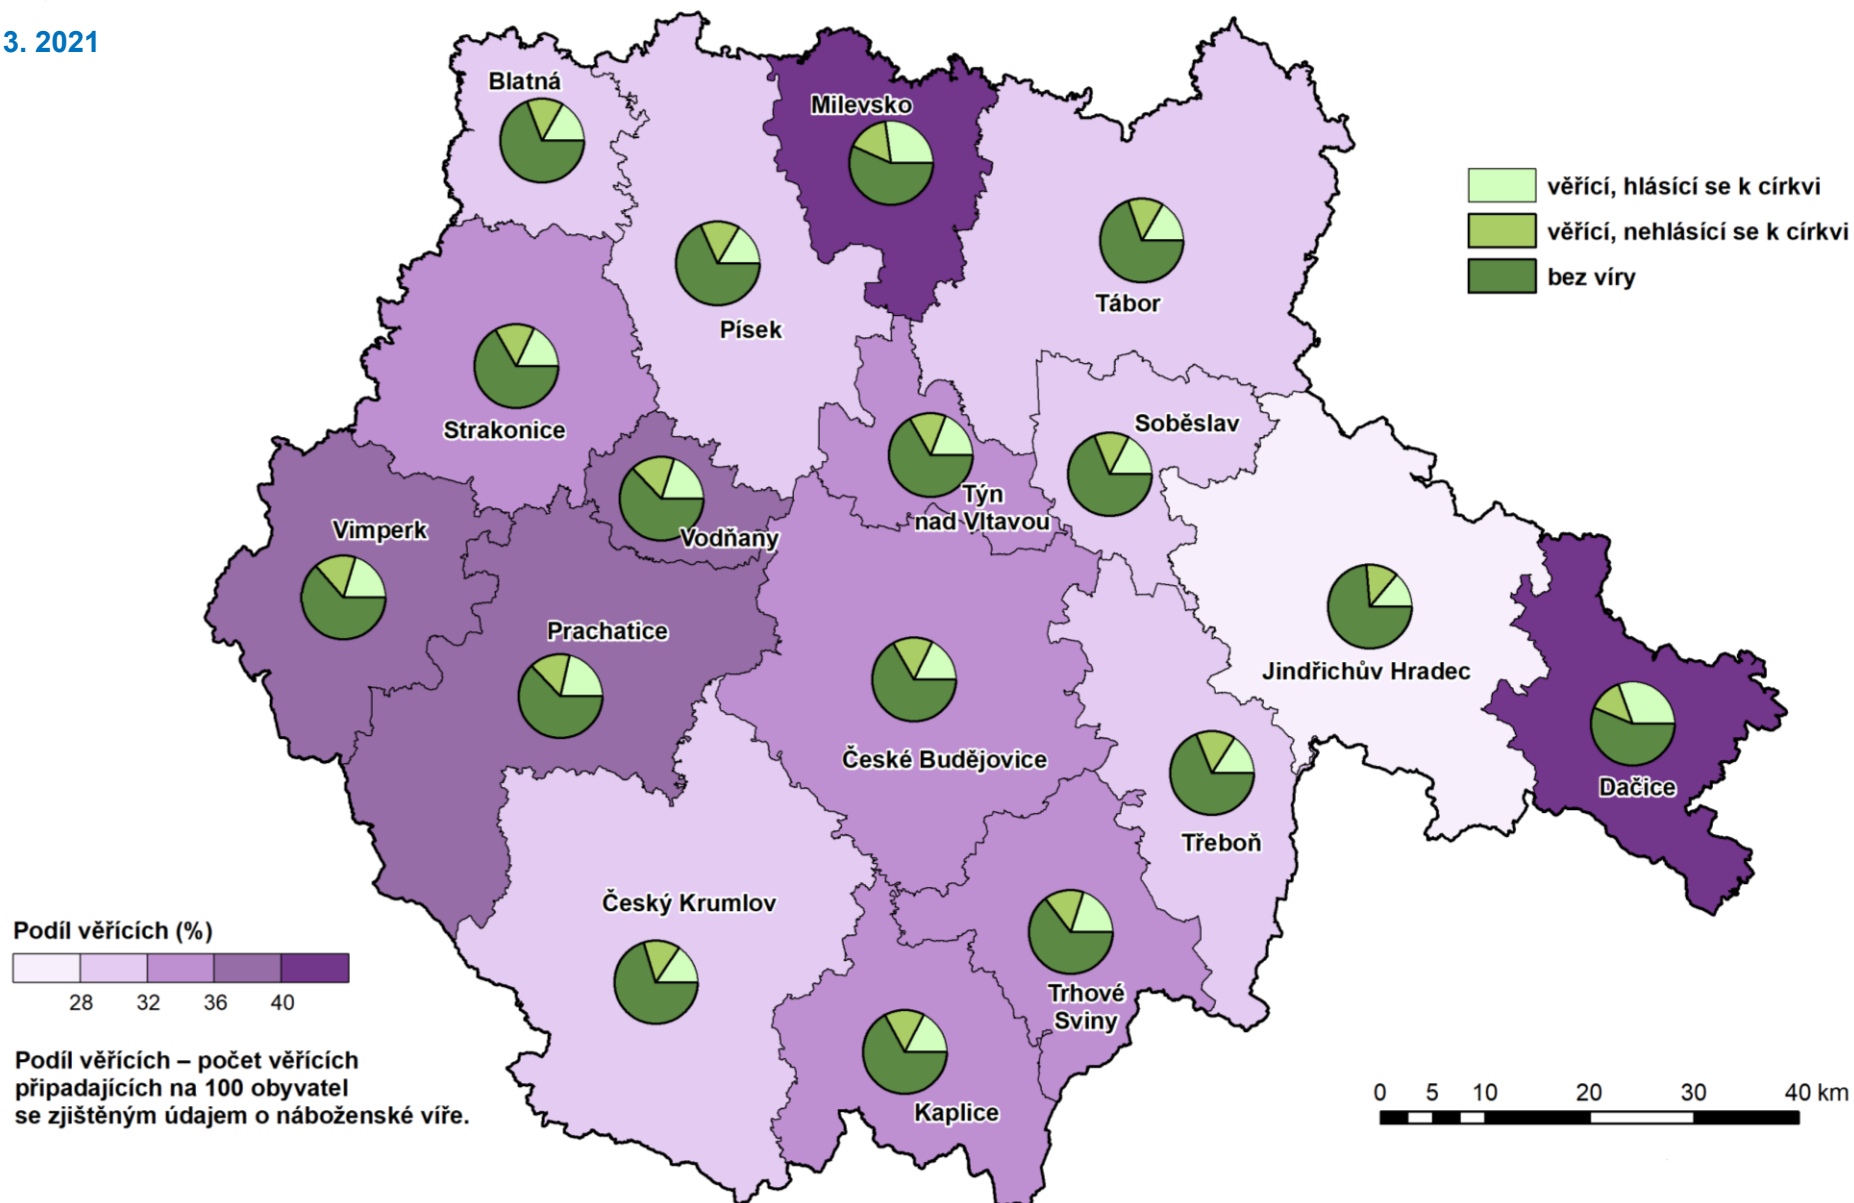 3. 2021
Blatná
Milevsko
věřící, hlásící se k církvi
věřící, nehlásící se k církvi
bez víry
Tábor
Písek
Soběslav
Strakonice
Týn
nad Vltavou
Vimperk
Vodňany
Prachatice
Jindřichův Hradec
České Budějovice
Dačice
Třeboň
Český Krumlov
Podíl věřících (%)
28 32 36 40
Trhové
Sviny
Podíl věřících – počet věřících
připadajících na 100 obyvatel
se zjištěným údajem o náboženské víře.
Kaplice
0 5 10 20 30 40 km